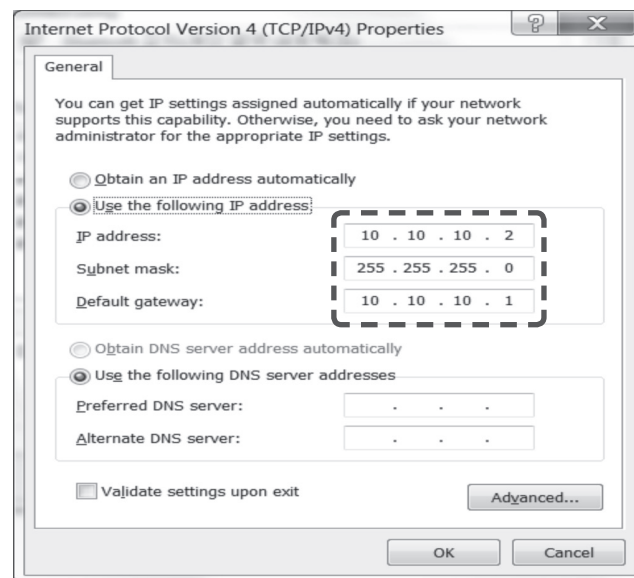 Internet Protocol Version 4 (TCP/IPv4) Properties
General
You can get IP settings assigned automatically if your network
supports this capability. Otherwise, you need to ask your network
administrator for the appropriate IP settings.
Obtain an IP address automatically
Use the following IP address
IP address: 10 . 10 . 10 . 2
Subnet mask: 255 . 255 . 255 . 0
Default gateway: 10 . 10 . 10 . 1
Obtain DNS server address automatically
Use the following DNS server addresses
Preferred DNS server: . . .
Alternate DNS server: . . .
Validate settings upon exit
Advanced...
OK Cancel